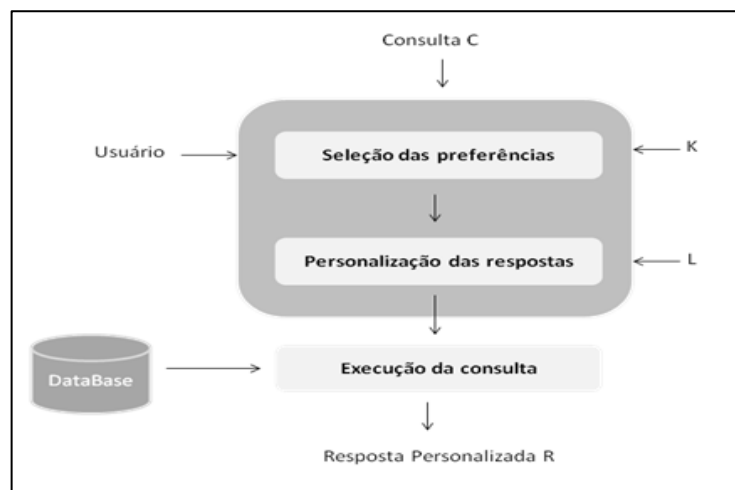 Consulta C
Usuário
Seleção das preferências
K
Personalização das respostas
L
DataBase
Execução da consulta
Resposta Personalizada R